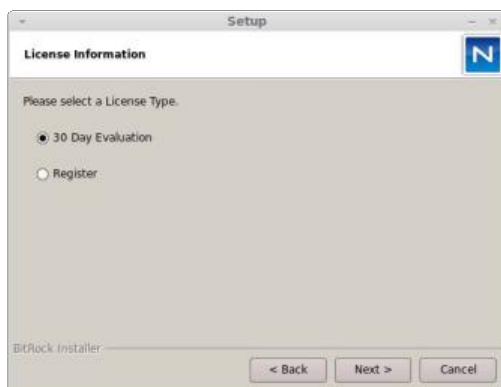 Setup
License Information
N
Please select a License Type.
30 Day Evaluation
Register
BitRock Installer
< Back Next > Cancel